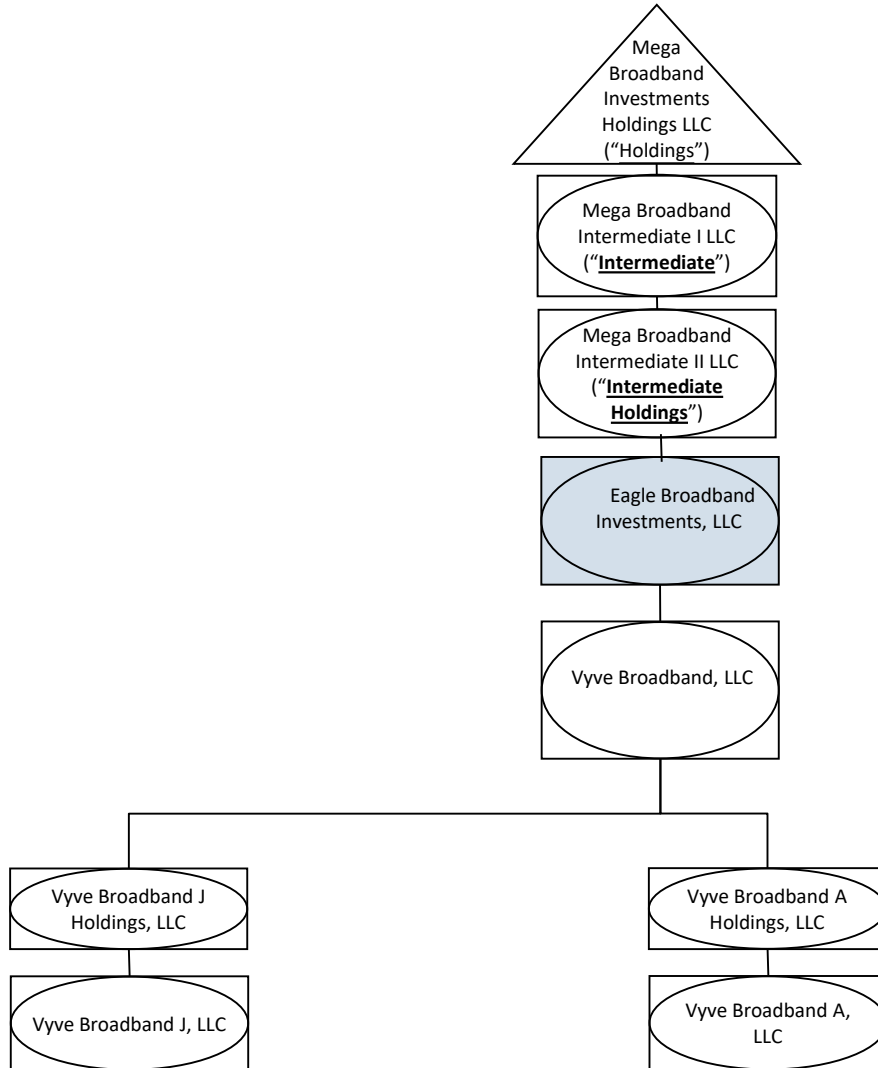 Mega
Broadband
Investments
Holdings LLC
(“Holdings”)
Mega Broadband
Intermediate I LLC
(“Intermediate”)
Mega Broadband
Intermediate II LLC
(“Intermediate
Holdings”)
Eagle Broadband
Investments, LLC
Vyve Broadband, LLC
Vyve Broadband J
Holdings, LLC
Vyve Broadband A
Holdings, LLC
Vyve Broadband J, LLC
Vyve Broadband A,
LLC